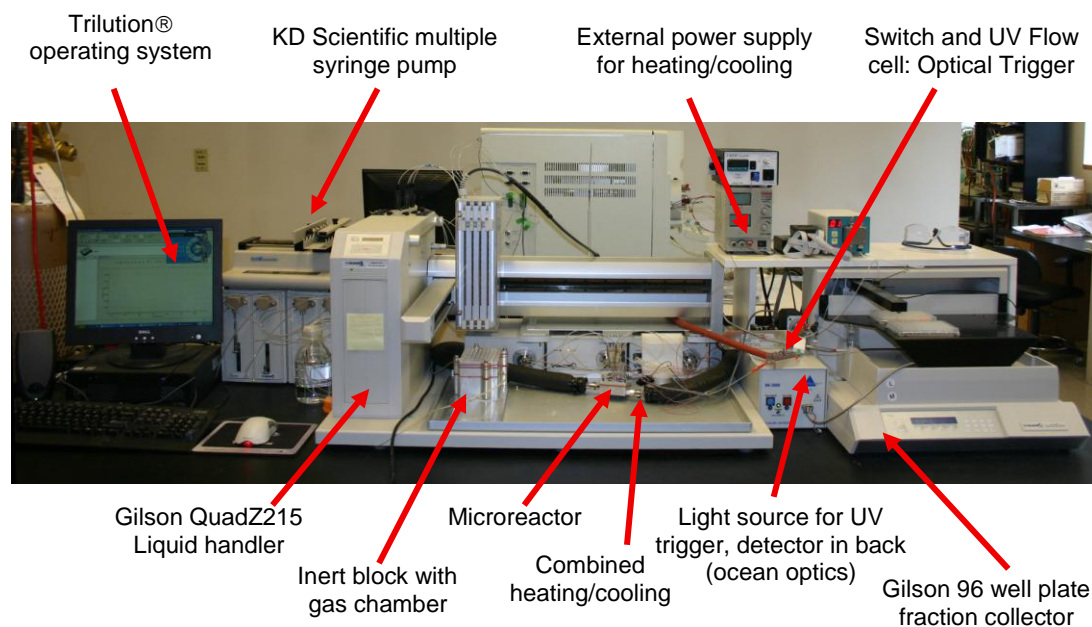 Trilution®
operating system
KD Scientific multiple
syringe pump
External power supply
for heating/cooling
Switch and UV Flow
cell: Optical Trigger
DELL
Gilson QuadZ215
Liquid handler
Inert block with
gas chamber
Microreactor
Combined
heating/cooling
Light source for UV
trigger, detector in back
(ocean optics)
Gilson 96 well plate
fraction collector